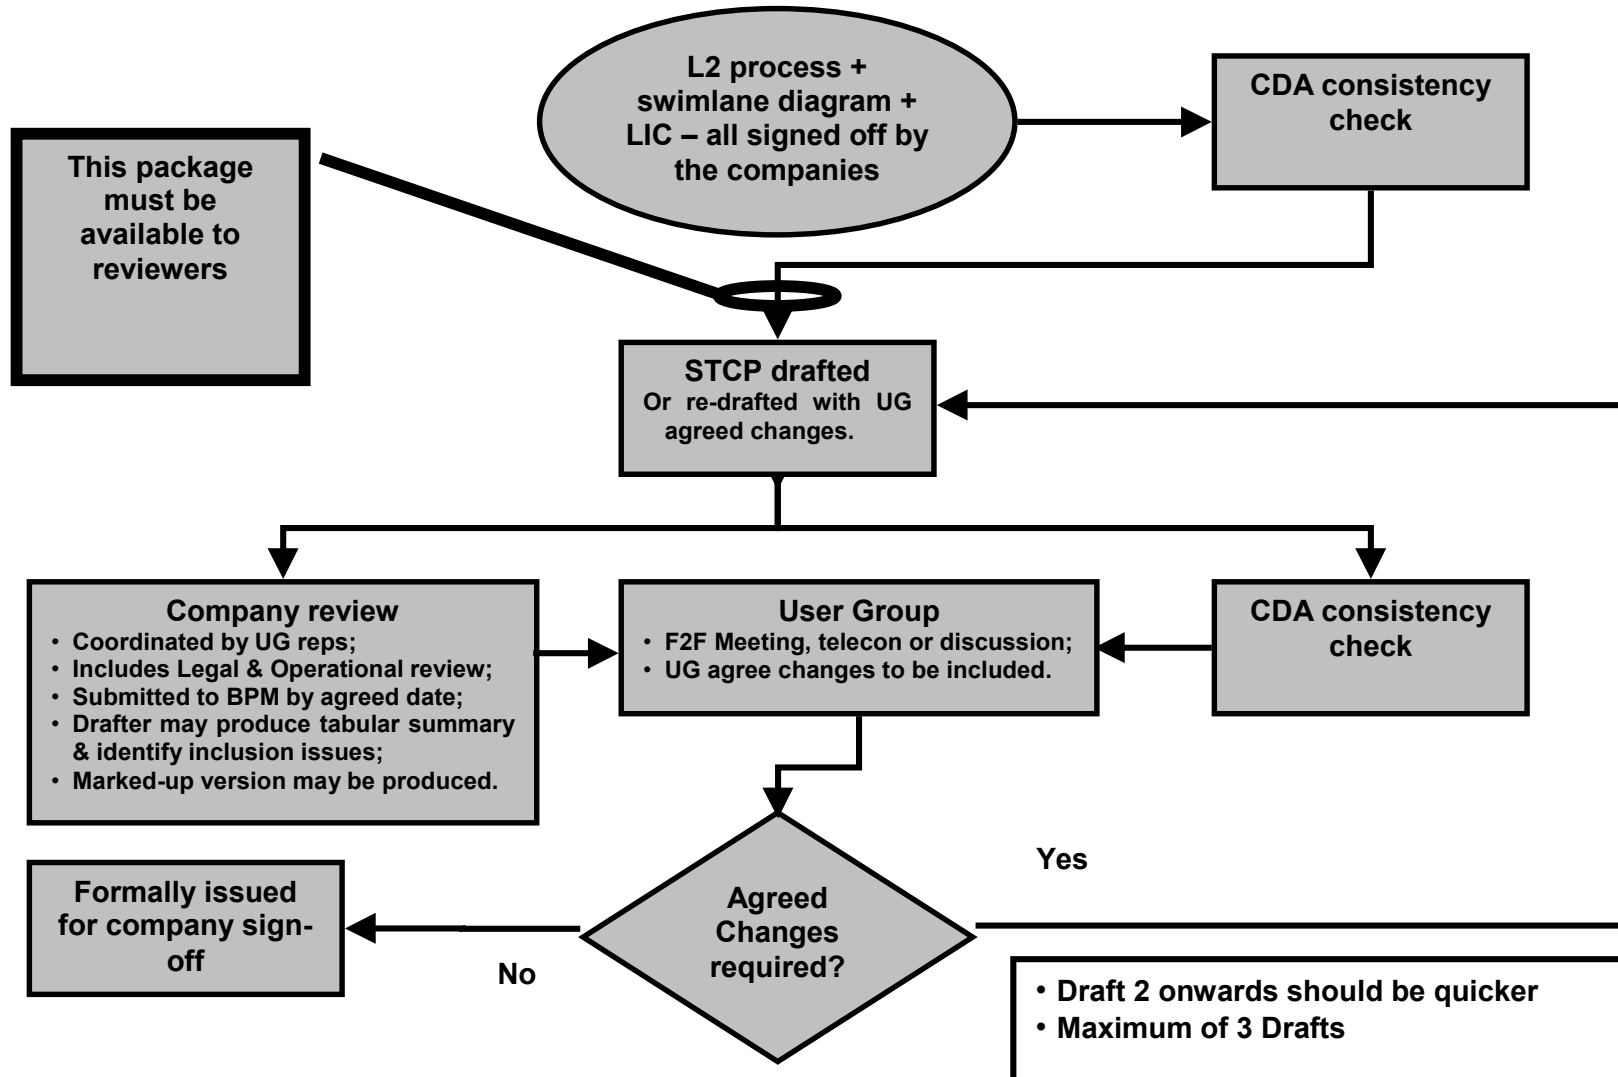 L2 process +
swimlane diagram +
LIC – all signed off by
the companies
CDA consistency
check
This package
must be
available to
reviewers
STCP drafted
Or re-drafted with UG
agreed changes.
Company review
• Coordinated by UG reps;
• Includes Legal & Operational review;
• Submitted to BPM by agreed date;
• Drafter may produce tabular summary
& identify inclusion issues;
• Marked-up version may be produced.
User Group
• F2F Meeting, telecon or discussion;
• UG agree changes to be included.
CDA consistency
check
Formally issued
for company sign-
off
No
Agreed
Changes
required?
Yes
• Draft 2 onwards should be quicker
• Maximum of 3 Drafts